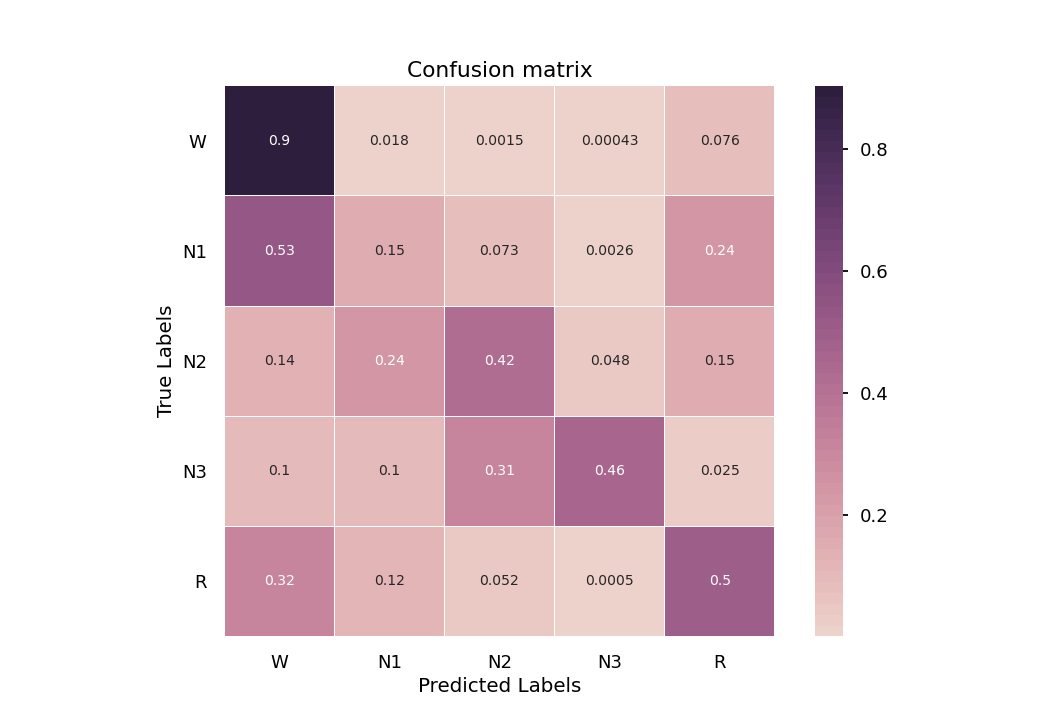 Confusion matrix
W 0.9 0.018 0.0015 0.00043 0.076
N1 0.53 0.15 0.073 0.0026 0.24
N2 0.14 0.24 0.42 0.048 0.15
N3 0.1 0.1 0.31 0.46 0.025
R 0.32 0.12 0.052 0.0005 0.5
W N1 N2 N3 R
Predicted Labels
True Labels
0.8
0.6
0.4
0.2